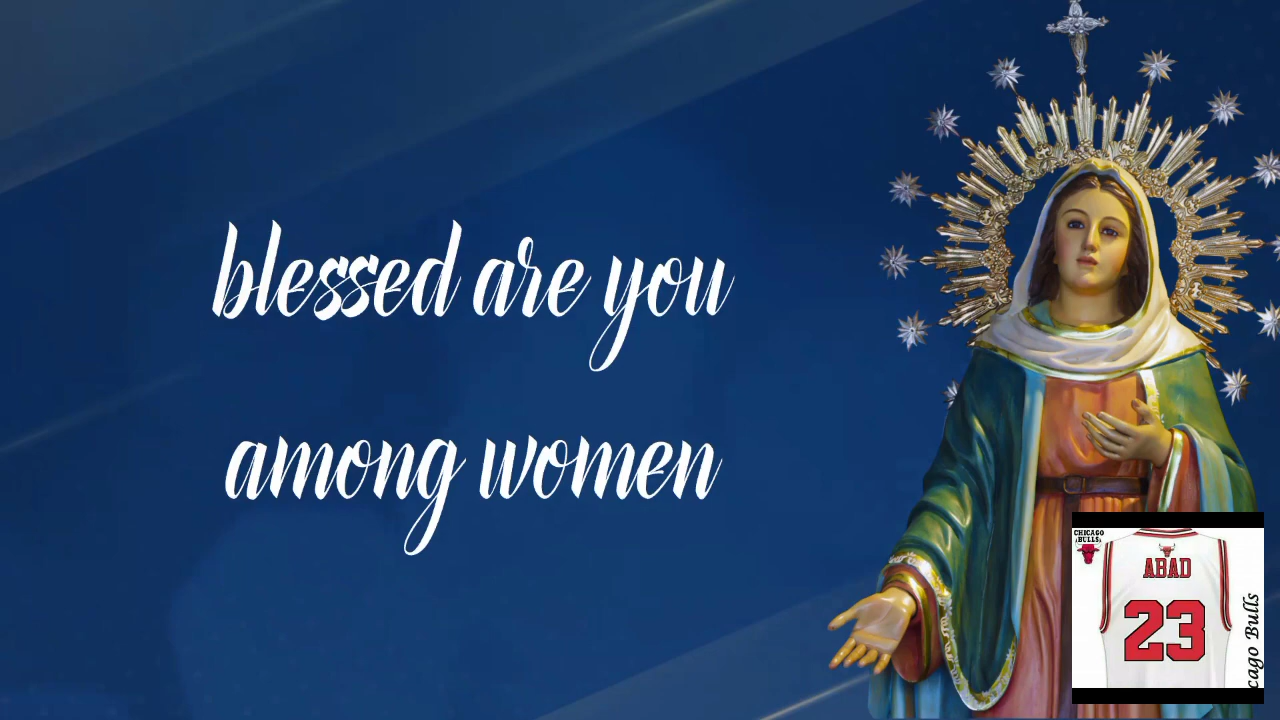 blessed are you
among women
CHICAGO
BULLS
ABAD
23
cago Bulls